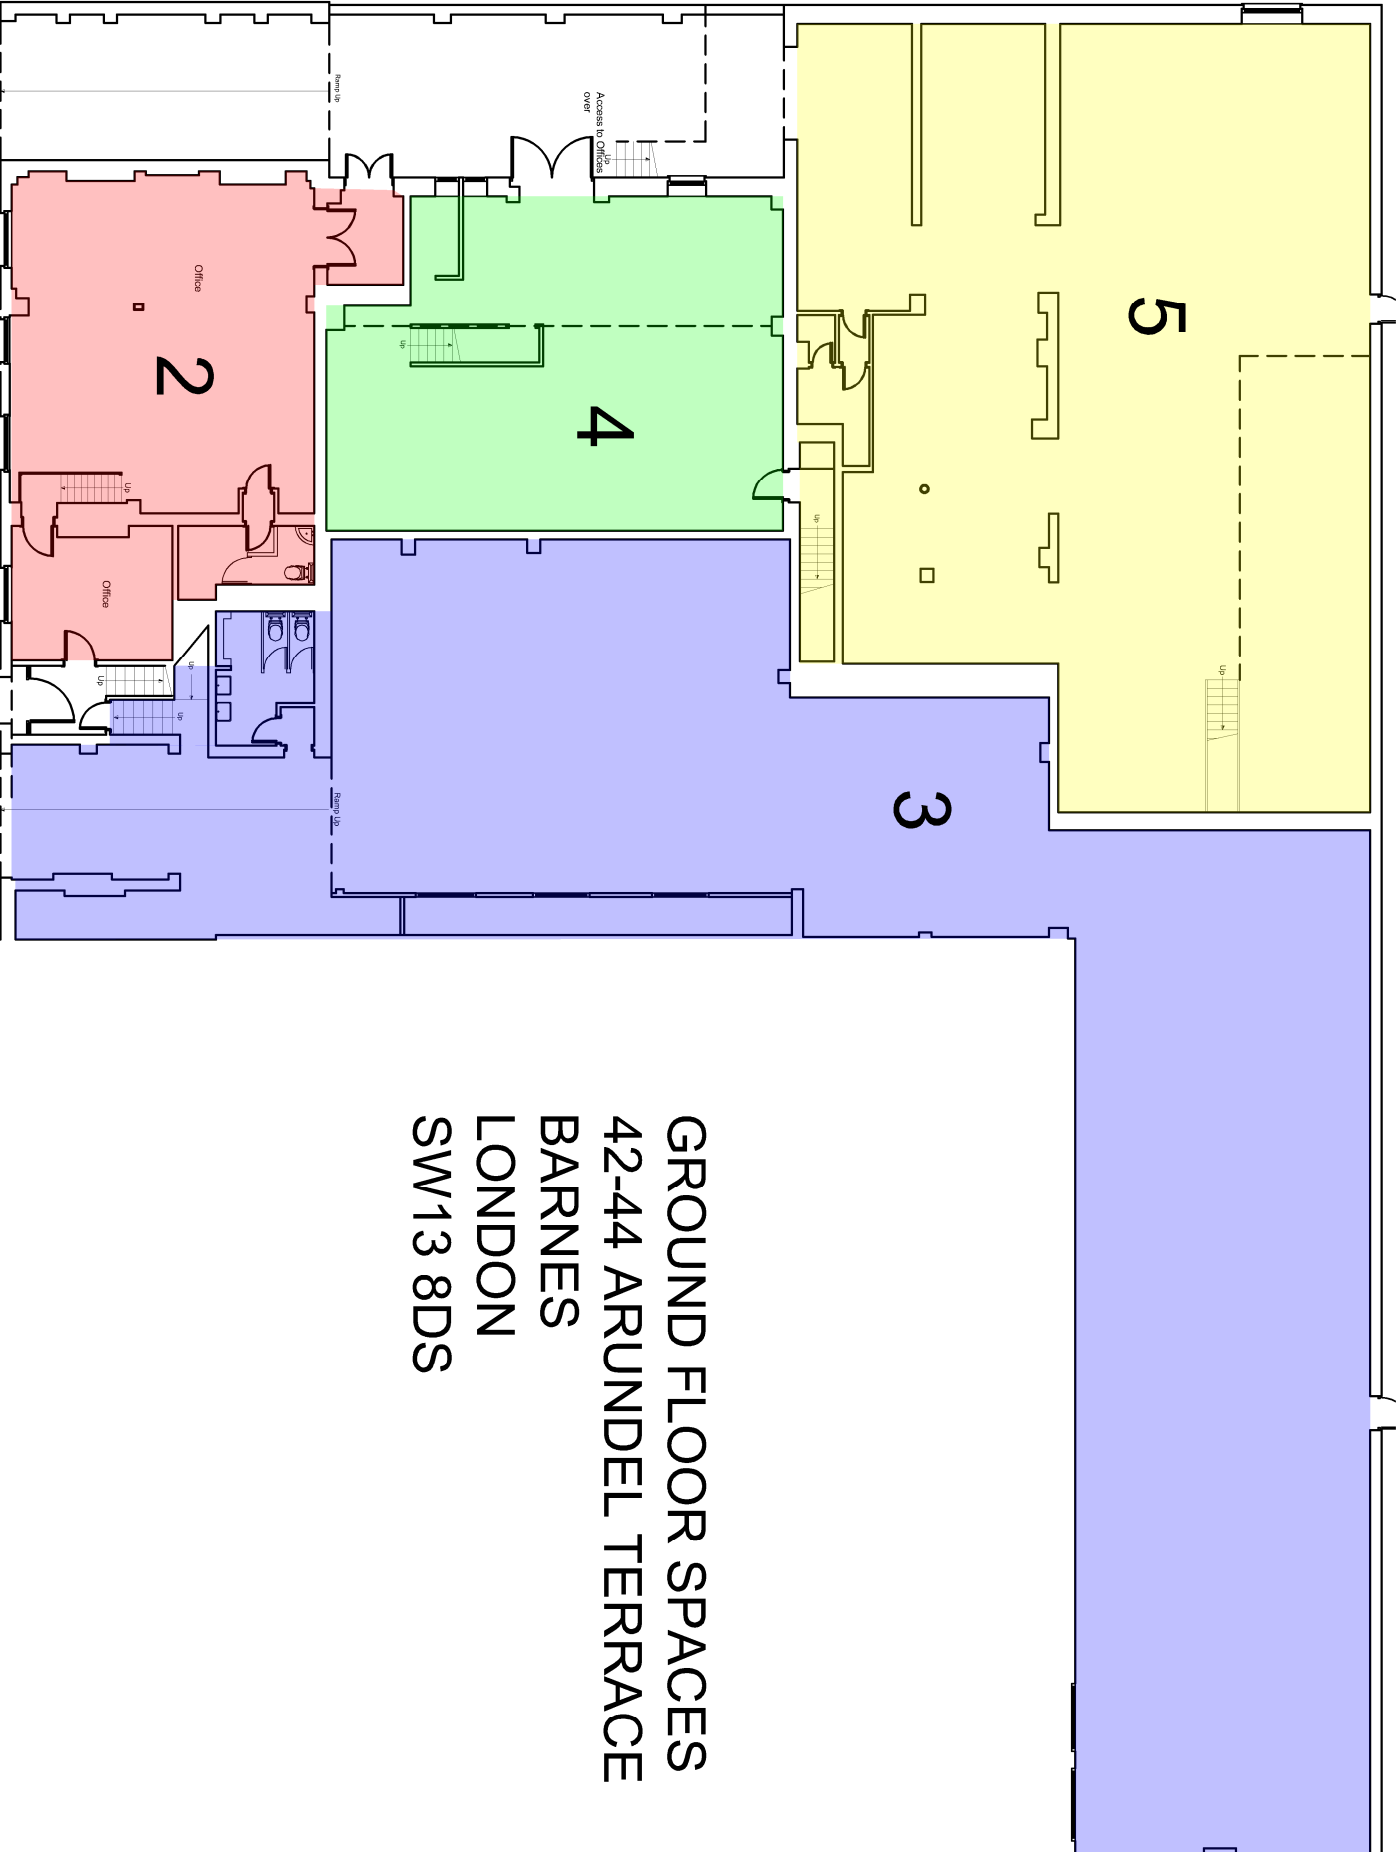 GROUND FLOOR SPACES
42-44 ARUNDEL TERRACE
BARNES
LONDON
SW13 8DS
5
Up
Up
Access to Offices
over
Up
4
Up
3
Ramp Up
Ramp Up
2
Office
Up
Office
Up
Up
Up